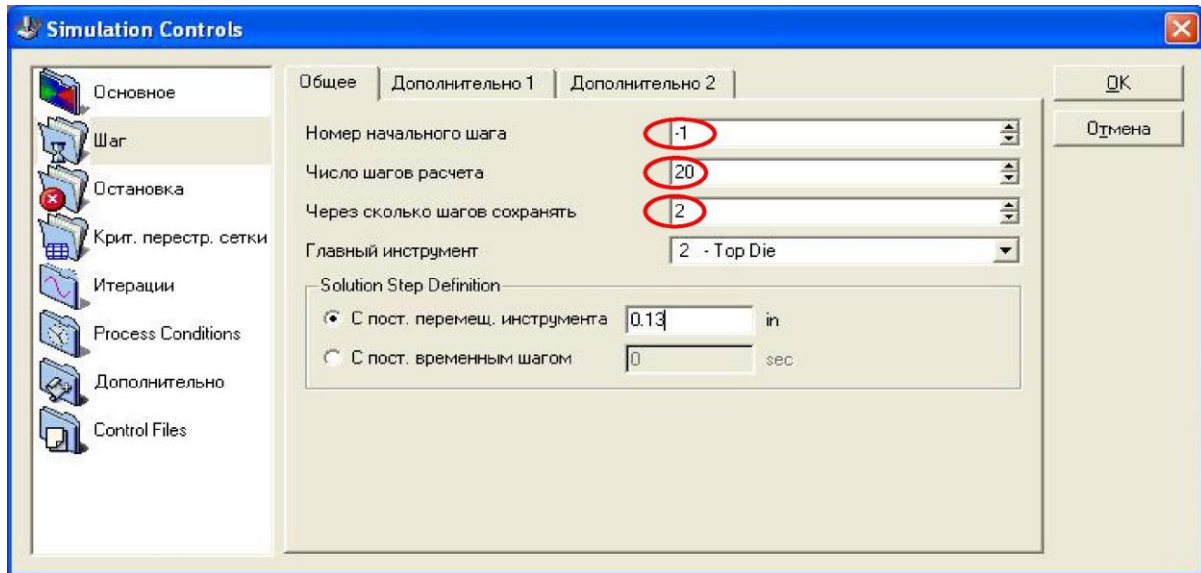 Simulation Controls
Основное
Шаг
Остановка
Крит. перестр. сетки
Итерации
Process Conditions
Дополнительно
Control Files
Общее
Дополнительно 1
Дополнительно 2
Номер начального шага
-1
Число шагов расчета
20
Через сколько шагов сохранять
2
Главный инструмент
2 - Top Die
Solution Step Definition
С пост. перемещ. инструмента 0.13 in
С пост. временным шагом 0 sec
OK
Отмена